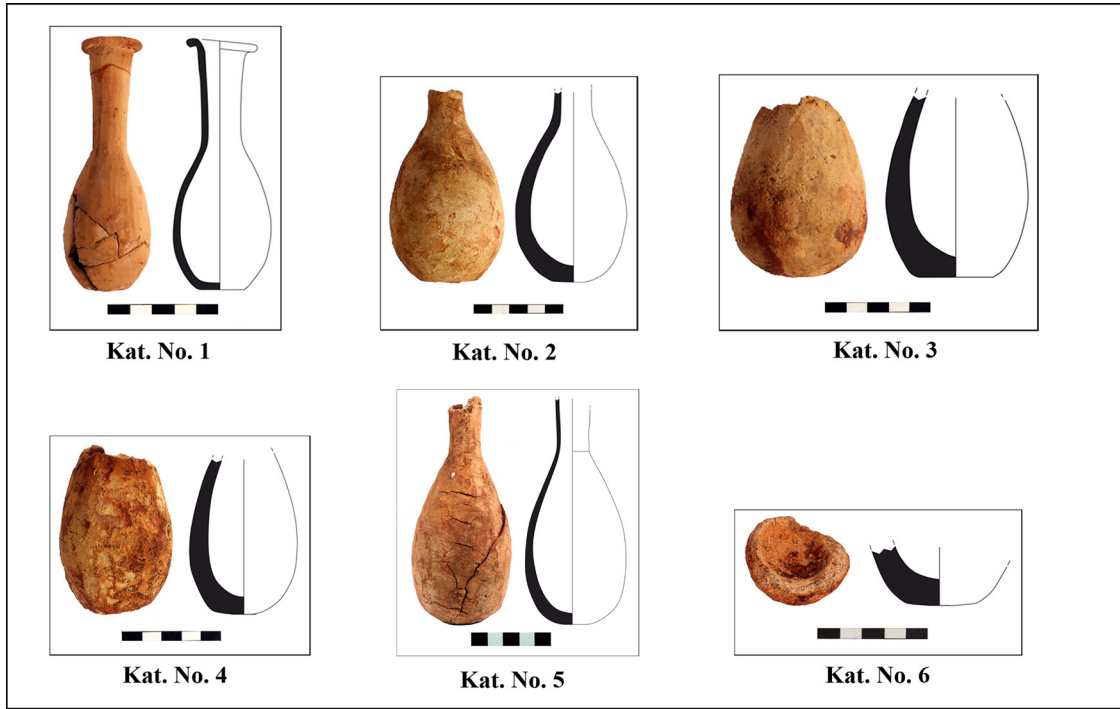 Kat. No. 1
Kat. No. 2
Kat. No. 3
Kat. No. 4
Kat. No. 5
Kat. No. 6